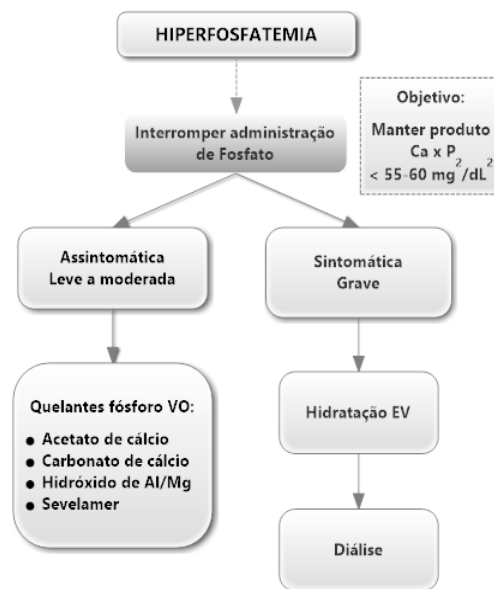 HIPERFOSFATEMIA
Interromper administração
de Fosfato
Objetivo:
Manter produto
Ca x P
< 55-60 mg²/dL²
Assintomática
Leve a moderada
Sintomática
Grave
Quelantes fósforo VO:
● Acetato de cálcio
● Carbonato de cálcio
● Hidróxido de Al/Mg
● Sevelamer
Hidratação EV
Diálise